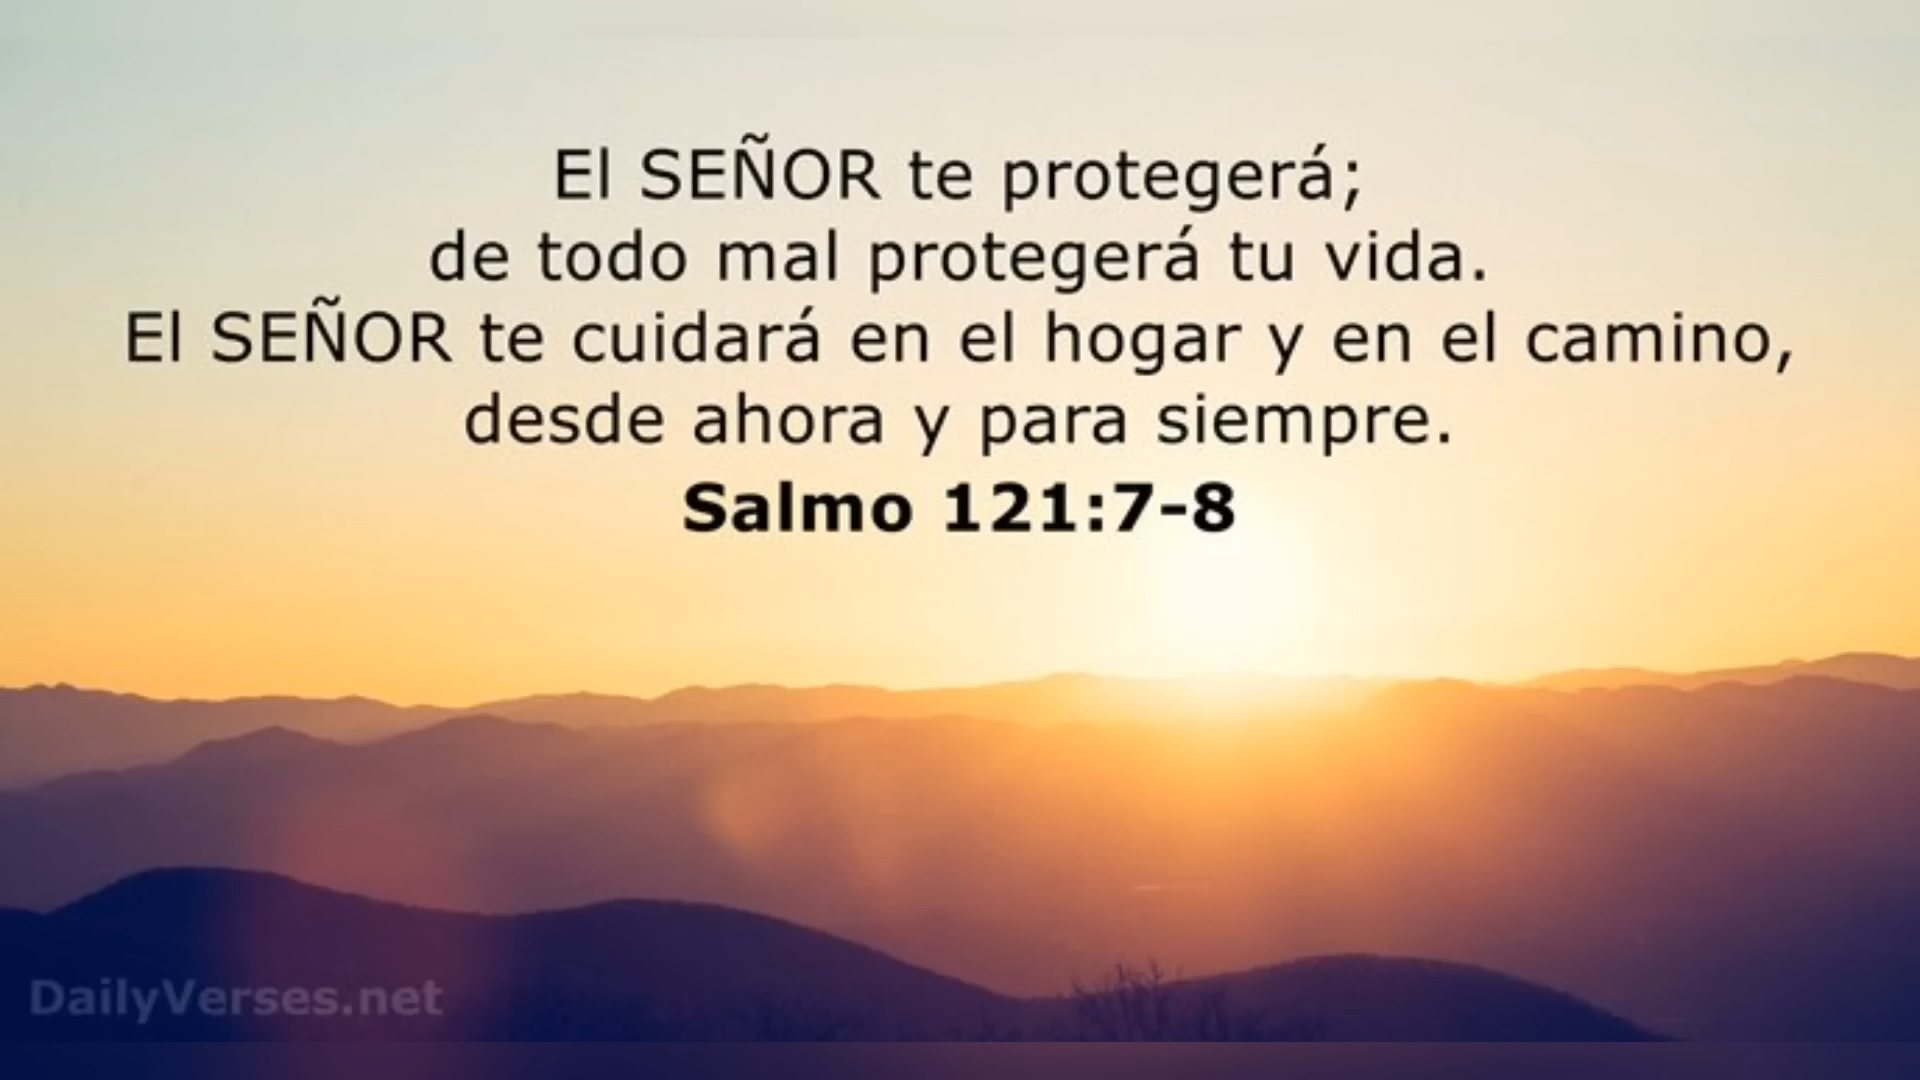 El SEÑOR te protegerá;
de todo mal protegerá tu vida.
El SEÑOR te cuidará en el hogar y en el camino,
desde ahora y para siempre.
Salmo 121:7-8
DailyVerses.net